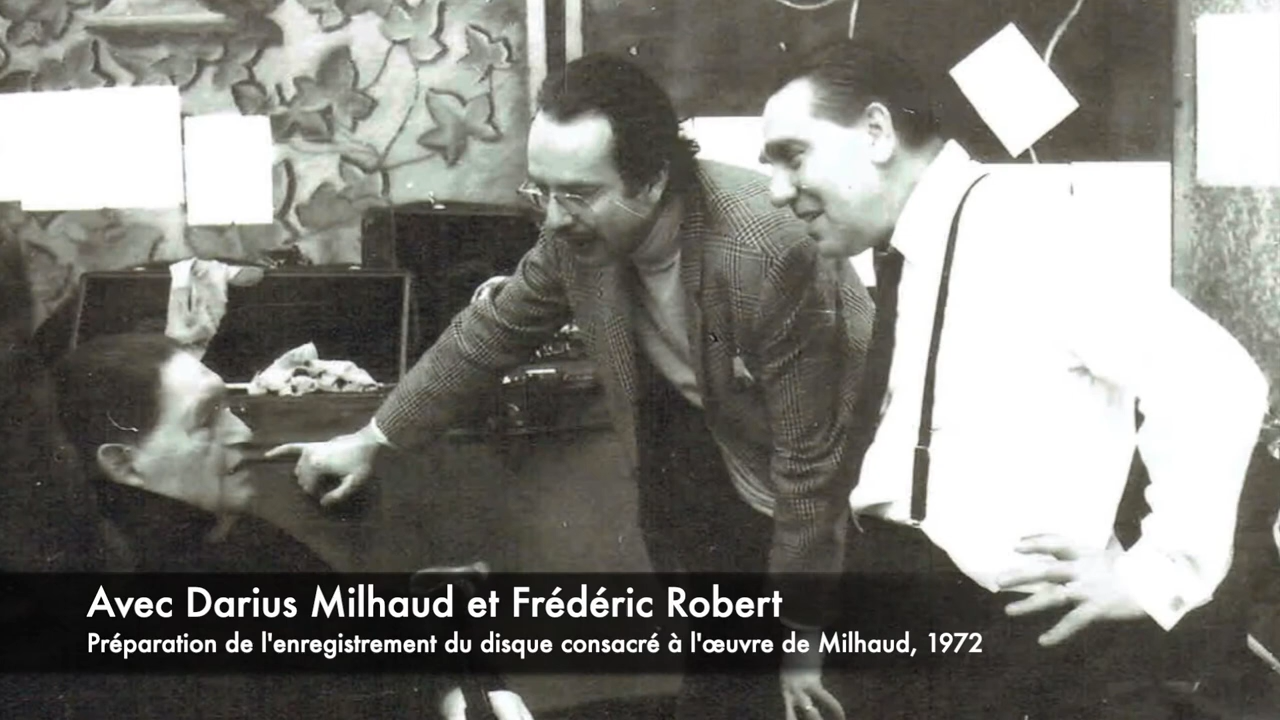 Avec Darius Milhaud et Frédéric Robert
Préparation de l'enregistrement du disque consacré à l'œuvre de Milhaud, 1972